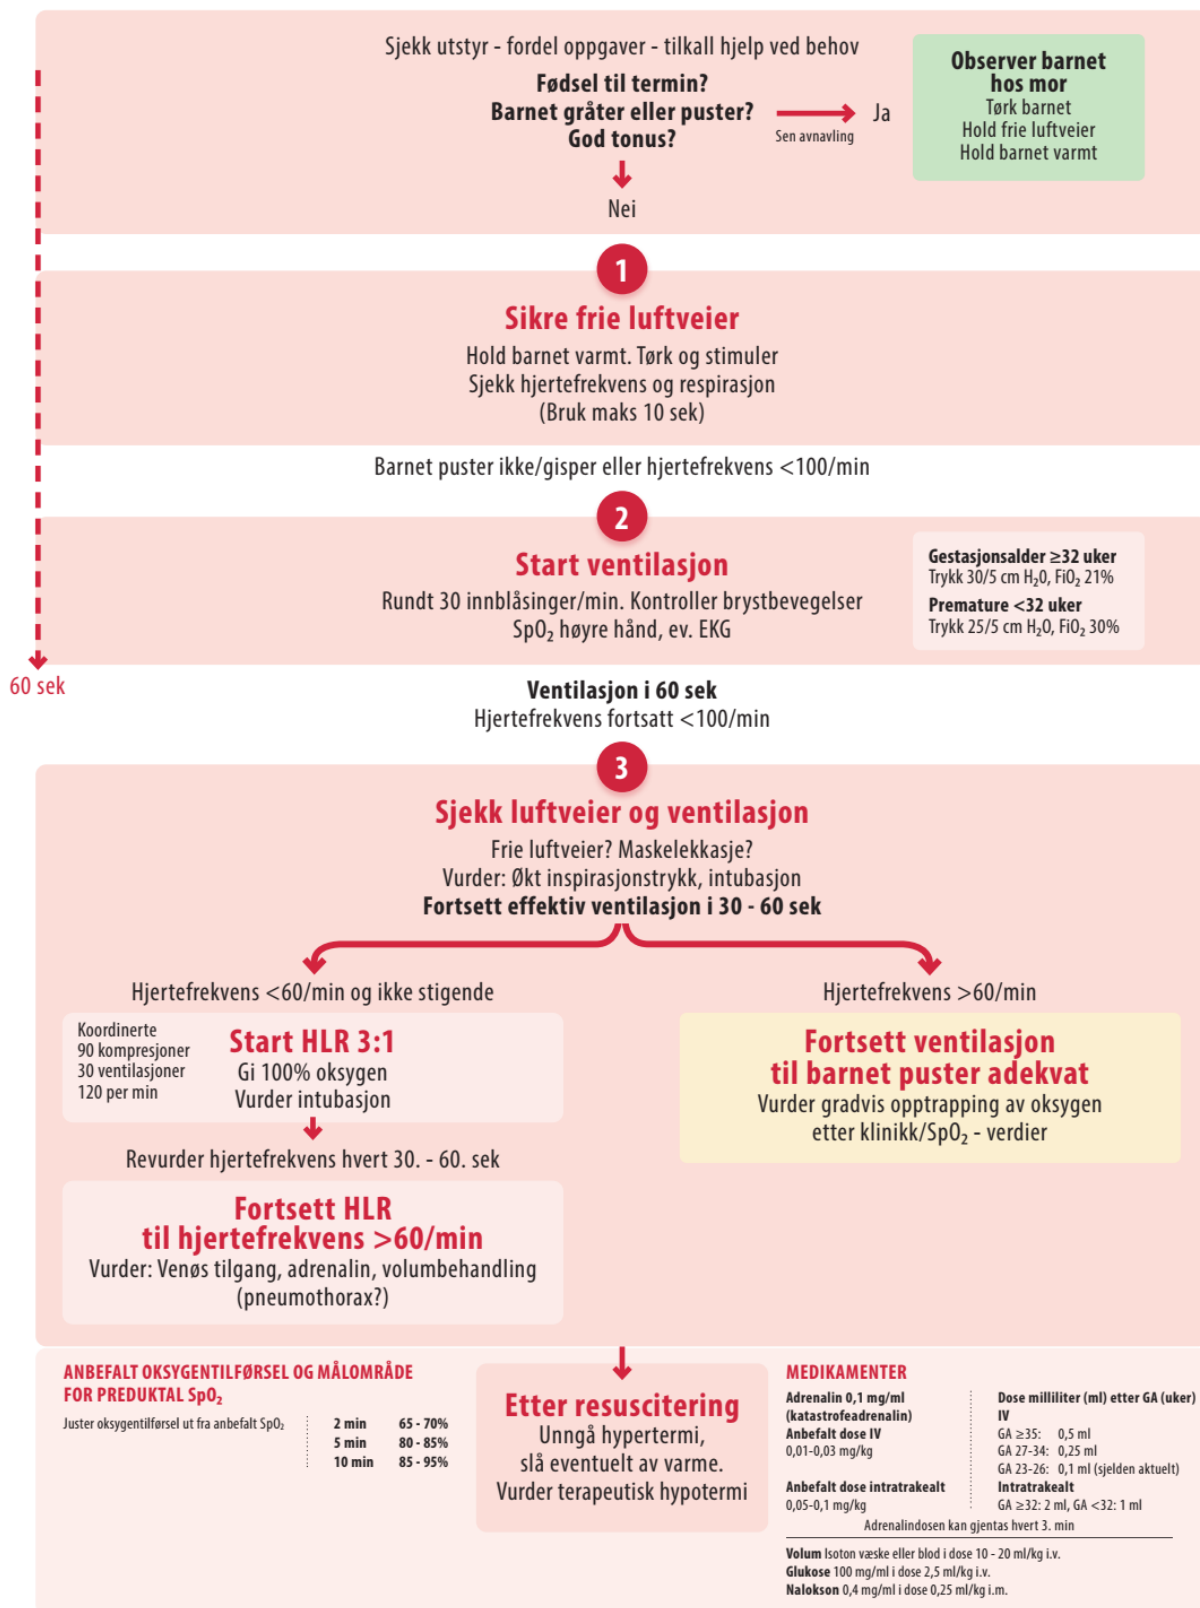 Sjekk utstyr - fordel oppgaver - tilkall hjelp ved behov
Fødsel til termin?
Barnet gråter eller puster?
God tonus?
Sen avnavling
Ja
Observer barnet
hos mor
Tørk barnet
Hold frie luftveier
Hold barnet varmt
Nei
1
Sikre frie luftveier
Hold barnet varmt. Tørk og stimuler
Sjekk hjertefrekvens og respirasjon
(Bruk maks 10 sek)
Barnet puster ikke/gisper eller hjertefrekvens <100/min
2
Start ventilasjon
Rundt 30 innblåsinger/min. Kontroller brystbevegelser
SpO₂ høyre hånd, ev. EKG
Gestasjonsalder ≥32 uker
Trykk 30/5 cm H₂O, FiO₂ 21%
Premature <32 uker
Trykk 25/5 cm H₂O, FiO₂ 30%
60 sek
Ventilasjon i 60 sek
Hjertefrekvens fortsatt <100/min
3
Sjekk luftveier og ventilasjon
Frie luftveier? Maskelekkasje?
Vurder: Økt inspirasjonstrykk, intubasjon
Fortsett effektiv ventilasjon i 30 - 60 sek
Hjertefrekvens <60/min og ikke stigende
Koordinerte
90 kompresjoner
30 ventilasjoner
120 per min
Start HLR 3:1
Gi 100% oksygen
Vurder intubasjon
Revurder hjertefrekvens hvert 30. - 60. sek
Fortsett HLR
til hjertefrekvens >60/min
Vurder: Venøs tilgang, adrenalin, volumbehandling
(pneumothorax?)
Hjertefrekvens >60/min
Fortsett ventilasjon
til barnet puster adekvat
Vurder gradvis opptrapping av oksygen
etter klinikk/SpO₂ - verdier
ANBEFALT OKSYGENTILFØRSEL OG MÅLOMRÅDE
FOR PREDUKTAL SpO₂
Juster oksygentilførsel ut fra anbefalt SpO₂
2 min 65 - 70%
5 min 80 - 85%
10 min 85 - 95%
Etter resuscitering
Unngå hypertermi,
slå eventuelt av varme.
Vurder terapeutisk hypotermi
MEDIKAMENTER
Adrenalin 0,1 mg/ml
(katastrofeadrenalin)
Anbefalt dose IV
0,01-0,03 mg/kg
Anbefalt dose intratrakealt
0,05-0,1 mg/kg
Dose milliliter (ml) etter GA (uker)
IV
GA ≥35: 0,5 ml
GA 27-34: 0,25 ml
GA 23-26: 0,1 ml (sjelden aktuelt)
Intratrakealt
GA ≥32: 2 ml, GA <32: 1 ml
Adrenalindosen kan gjentas hvert 3. min
Volum Isoton væske eller blod i dose 10 - 20 ml/kg i.v.
Glukose 100 mg/ml i dose 2,5 ml/kg i.v.
Nalokson 0,4 mg/ml i dose 0,25 ml/kg i.m.